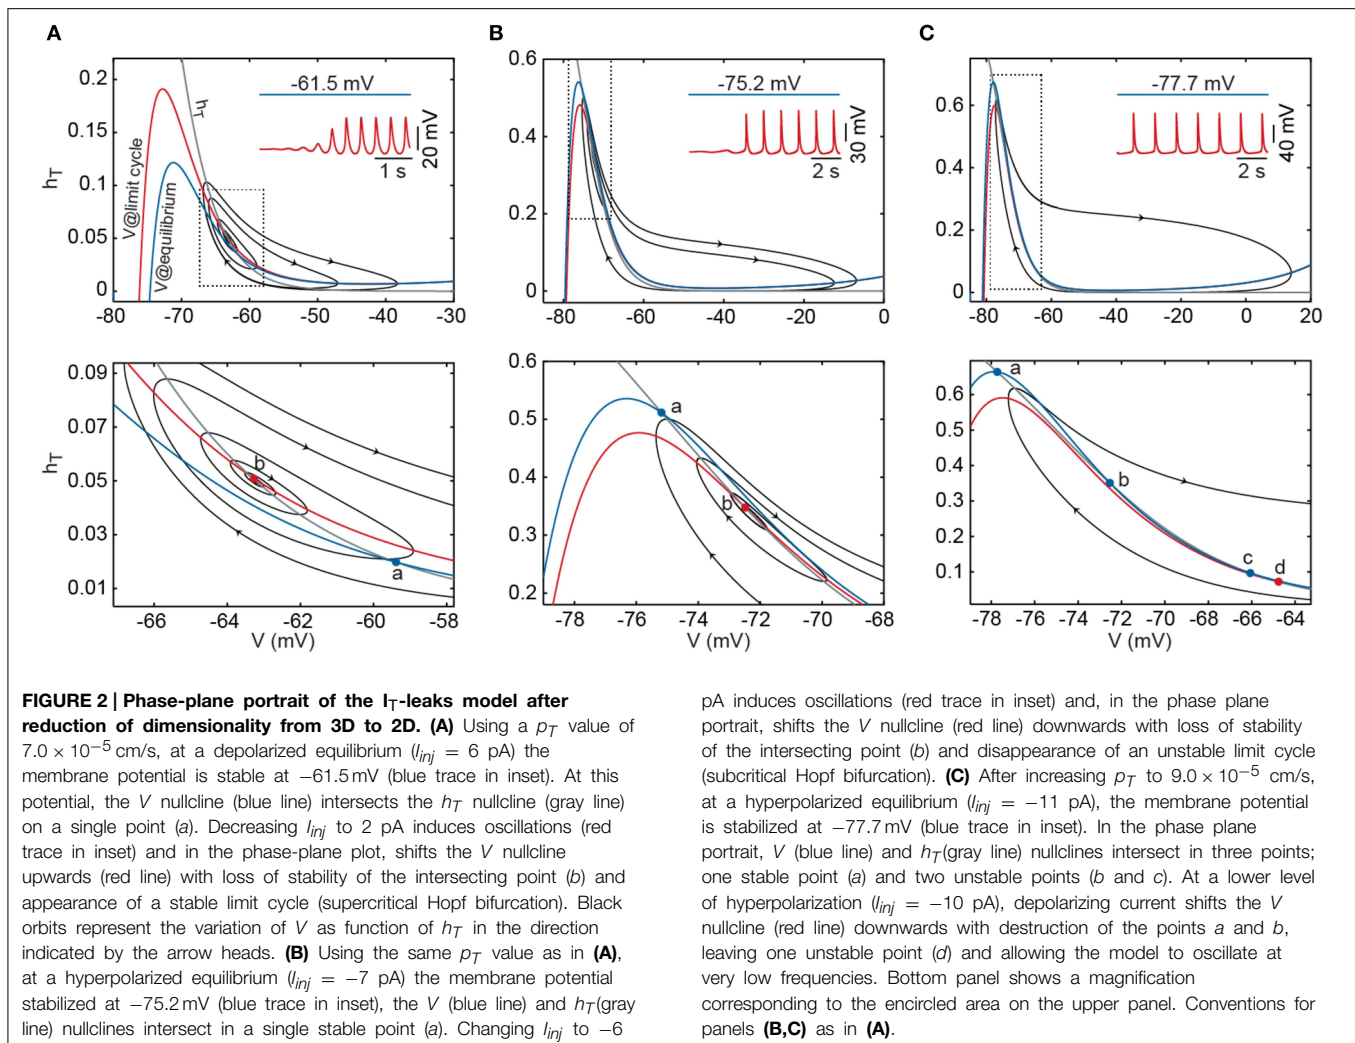 A
B
C
0.2
0.15
0.1
0.05
0
h_T
-61.5 mV
20 mV
1 s
h_T
V@limit cycle
V@equilibrium
-80 -70 -60 -50 -40 -30
0.6
0.4
0.2
0
-75.2 mV
30 mV
2 s
-80 -60 -40 -20 0
0.6
0.4
0.2
0
-77.7 mV
40 mV
2 s
-80 -60 -40 -20 0 20
0.09
0.07
0.05
0.03
0.01
h_T
b
a
-66 -64 -62 -60 -58
V (mV)
0.6
0.5
0.4
0.3
0.2
a
b
-78 -76 -74 -72 -70 -68
V (mV)
0.6
0.5
0.4
0.3
0.2
0.1
a
b
c
d
-78 -76 -74 -72 -70 -68 -66 -64
V (mV)
FIGURE 2 | Phase-plane portrait of the I_T-leaks model after
reduction of dimensionality from 3D to 2D. (A) Using a p_T value of
7.0 × 10⁻⁵ cm/s, at a depolarized equilibrium (I_inj = 6 pA) the
membrane potential is stable at −61.5 mV (blue trace in inset). At this
potential, the V nullcline (blue line) intersects the h_T nullcline (gray line)
on a single point (a). Decreasing I_inj to 2 pA induces oscillations (red
trace in inset) and in the phase-plane plot, shifts the V nullcline
upwards (red line) with loss of stability of the intersecting point (b) and
appearance of a stable limit cycle (supercritical Hopf bifurcation). Black
orbits represent the variation of V as function of h_T in the direction
indicated by the arrow heads. (B) Using the same p_T value as in (A),
at a hyperpolarized equilibrium (I_inj = −7 pA) the membrane potential
stabilized at −75.2 mV (blue trace in inset), the V (blue line) and h_T(gray
line) nullclines intersect in a single stable point (a). Changing I_inj to −6
pA induces oscillations (red trace in inset) and, in the phase plane
portrait, shifts the V nullcline (red line) downwards with loss of stability
of the intersecting point (b) and disappearance of an unstable limit cycle
(subcritical Hopf bifurcation). (C) After increasing p_T to 9.0 × 10⁻⁵ cm/s,
at a hyperpolarized equilibrium (I_inj = −11 pA), the membrane potential
is stabilized at −77.7 mV (blue trace in inset). In the phase plane
portrait, V (blue line) and h_T(gray line) nullclines intersect in three points;
one stable point (a) and two unstable points (b and c). At a lower level
of hyperpolarization (I_inj = −10 pA), depolarizing current shifts the V
nullcline (red line) downwards with destruction of the points a and b,
leaving one unstable point (d) and allowing the model to oscillate at
very low frequencies. Bottom panel shows a magnification
corresponding to the encircled area on the upper panel. Conventions for
panels (B,C) as in (A).